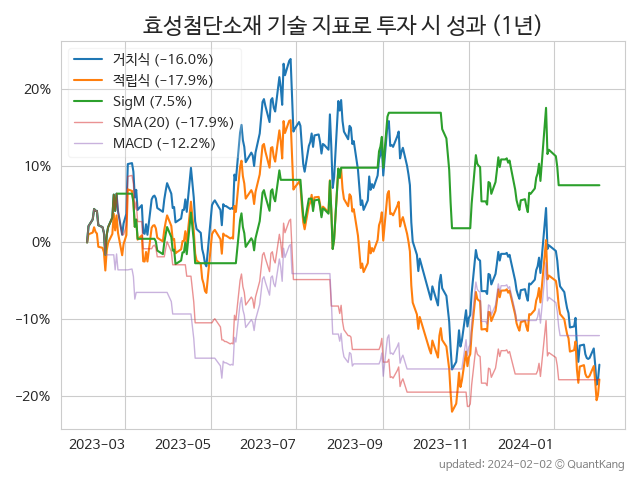 효성첨단소재 기술 지표로 투자 시 성과 (1년)
거치식 (−16.0%)
적립식 (−17.9%)
SigM (7.5%)
SMA(20) (−17.9%)
MACD (−12.2%)
20%
10%
0%
−10%
−20%
2023-03 2023-05 2023-07 2023-09 2023-11 2024-01
updated: 2024-02-02 © QuantKang